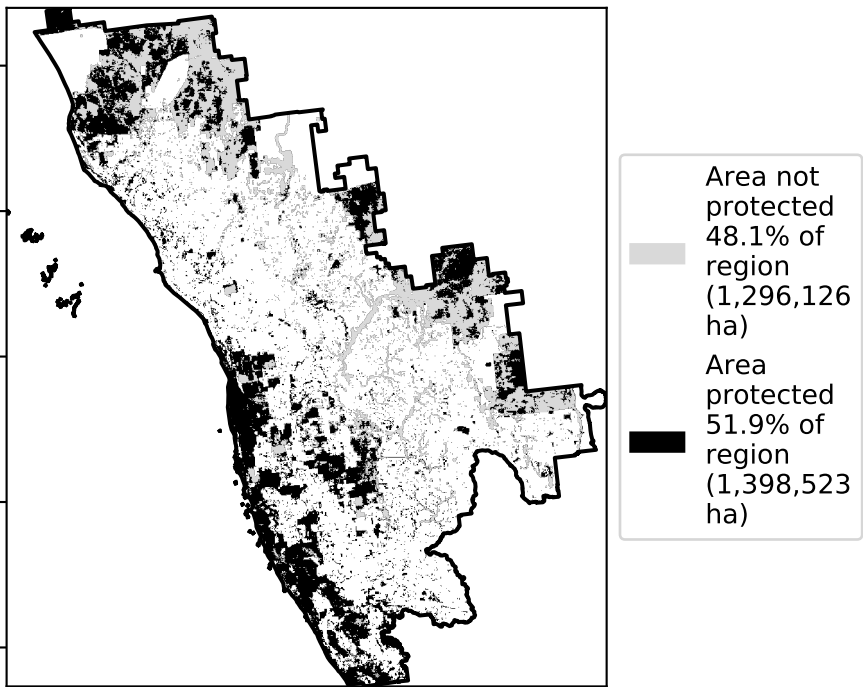 Area not
protected
48.1% of
region
(1,296,126
ha)
Area
protected
51.9% of
region
(1,398,523
ha)